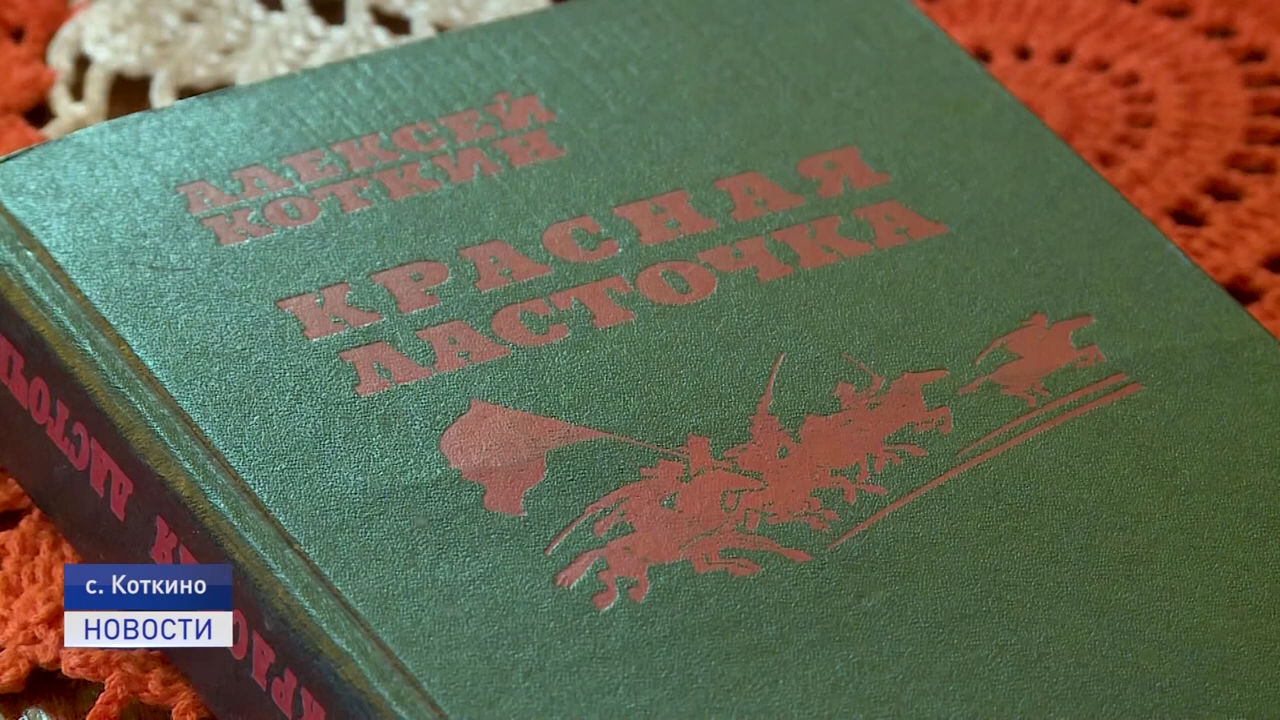 АЛЕКСЕЙ
КОТКИН
КРАСНАЯ
ЛАСТОЧКА
с. Коткино
НОВОСТИ